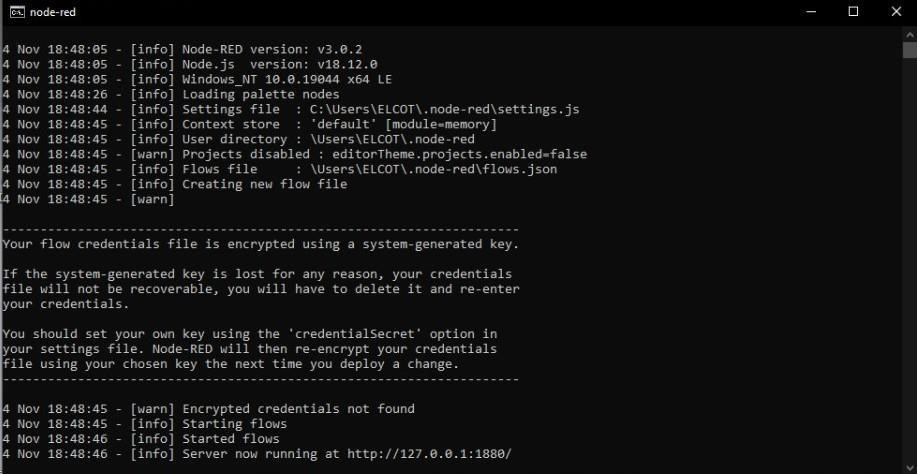 node-red
4 Nov 18:48:05 - [info] Node-RED version: v3.0.2
4 Nov 18:48:05 - [info] Node.js  version: v18.12.0
4 Nov 18:48:05 - [info] Windows_NT 10.0.19044 x64 LE
4 Nov 18:48:26 - [info] Loading palette nodes
4 Nov 18:48:44 - [info] Settings file  : C:\Users\ELCOT\.node-red\settings.js
4 Nov 18:48:45 - [info] Context store  : 'default' [module=memory]
4 Nov 18:48:45 - [info] User directory : \Users\ELCOT\.node-red
4 Nov 18:48:45 - [warn] Projects disabled : editorTheme.projects.enabled=false
4 Nov 18:48:45 - [info] Flows file     : \Users\ELCOT\.node-red\flows.json
4 Nov 18:48:45 - [info] Creating new flow file
4 Nov 18:48:45 - [warn]
---------------------------------------------------------------------
Your flow credentials file is encrypted using a system-generated key.
If the system-generated key is lost for any reason, your credentials
file will not be recoverable, you will have to delete it and re-enter
your credentials.
You should set your own key using the 'credentialSecret' option in
your settings file. Node-RED will then re-encrypt your credentials
file using your chosen key the next time you deploy a change.
---------------------------------------------------------------------
4 Nov 18:48:45 - [warn] Encrypted credentials not found
4 Nov 18:48:45 - [info] Starting flows
4 Nov 18:48:46 - [info] Started flows
4 Nov 18:48:46 - [info] Server now running at http://127.0.0.1:1880/